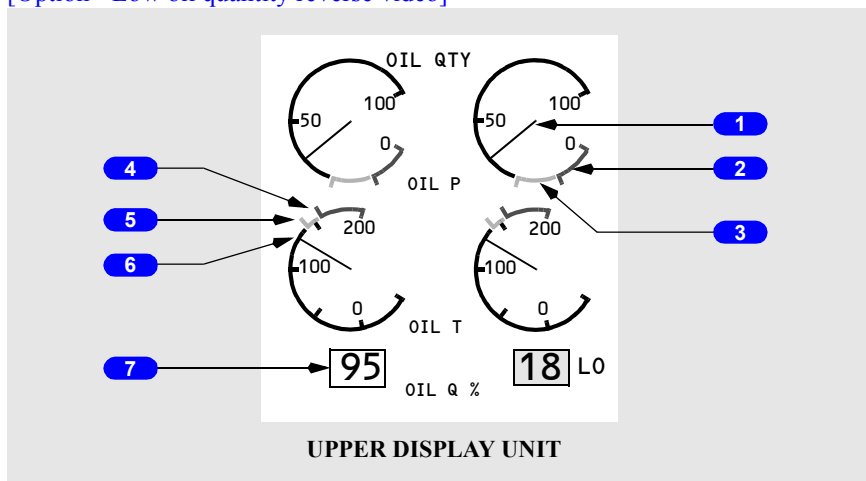 [Option - Low oil quantity reverse video]
OIL QTY
100 100
50 50
0 0
OIL P
200 200
100 100
0 0
OIL T
95 18 LO
OIL Q %
1
2
3
4
5
6
7
UPPER DISPLAY UNIT